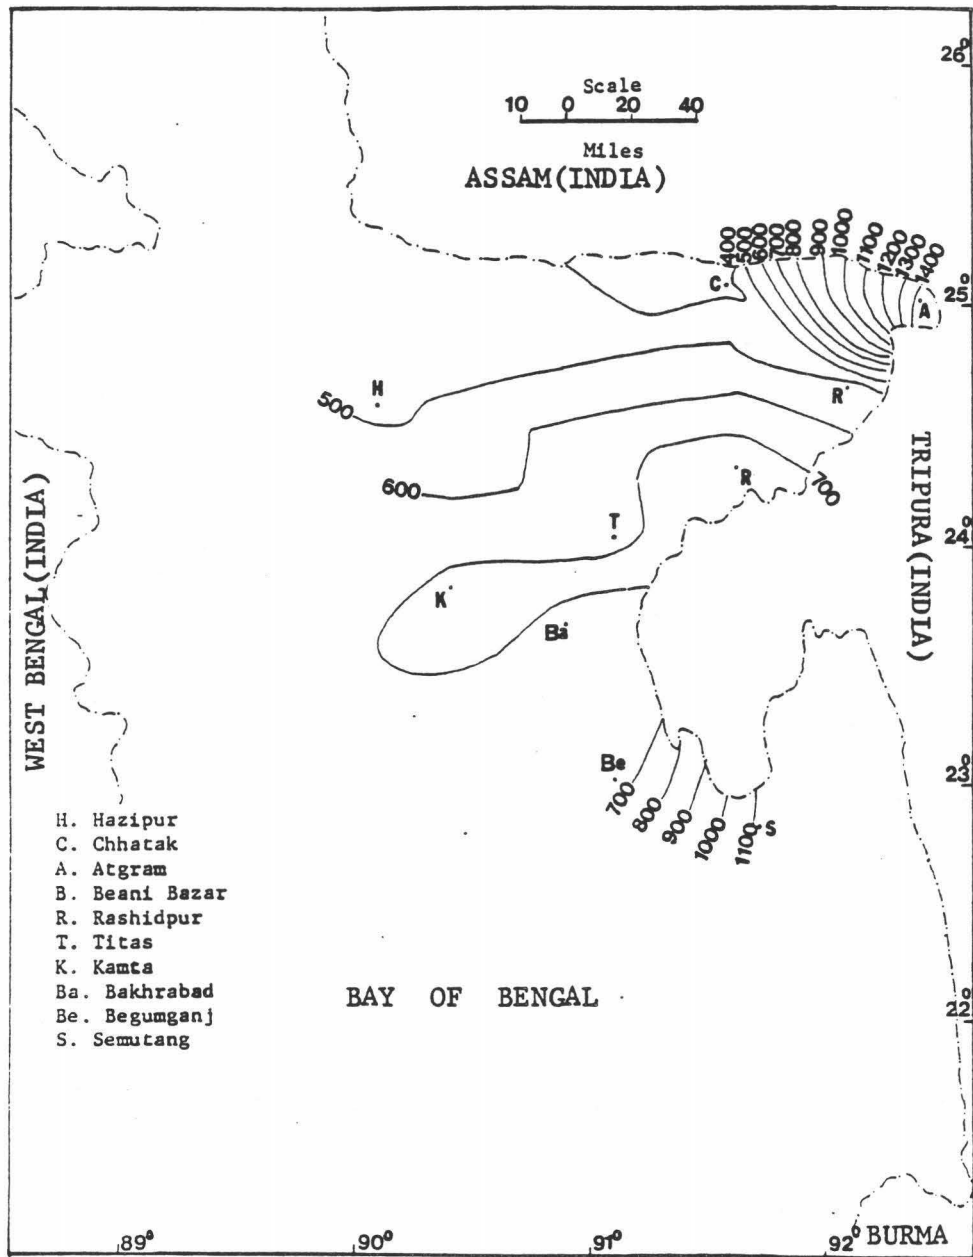 26°
Scale
10 0 20 40
Miles
ASSAM(INDIA)
400 500 600 700 800 900 1000 1100 1200 1300 1400
25°
C
A
H
R
500
R
600
700
T
24°
TRIPURA(INDIA)
WEST BENGAL(INDIA)
K
Ba
Be
23°
700 800 900 1000 1100
S
H. Hazipur
C. Chhatak
A. Atgram
B. Beani Bazar
R. Rashidpur
T. Titas
K. Kamta
Ba. Bakhrabad
Be. Begumganj
S. Semutang
BAY OF BENGAL
22°
89° 90° 91° 92° BURMA